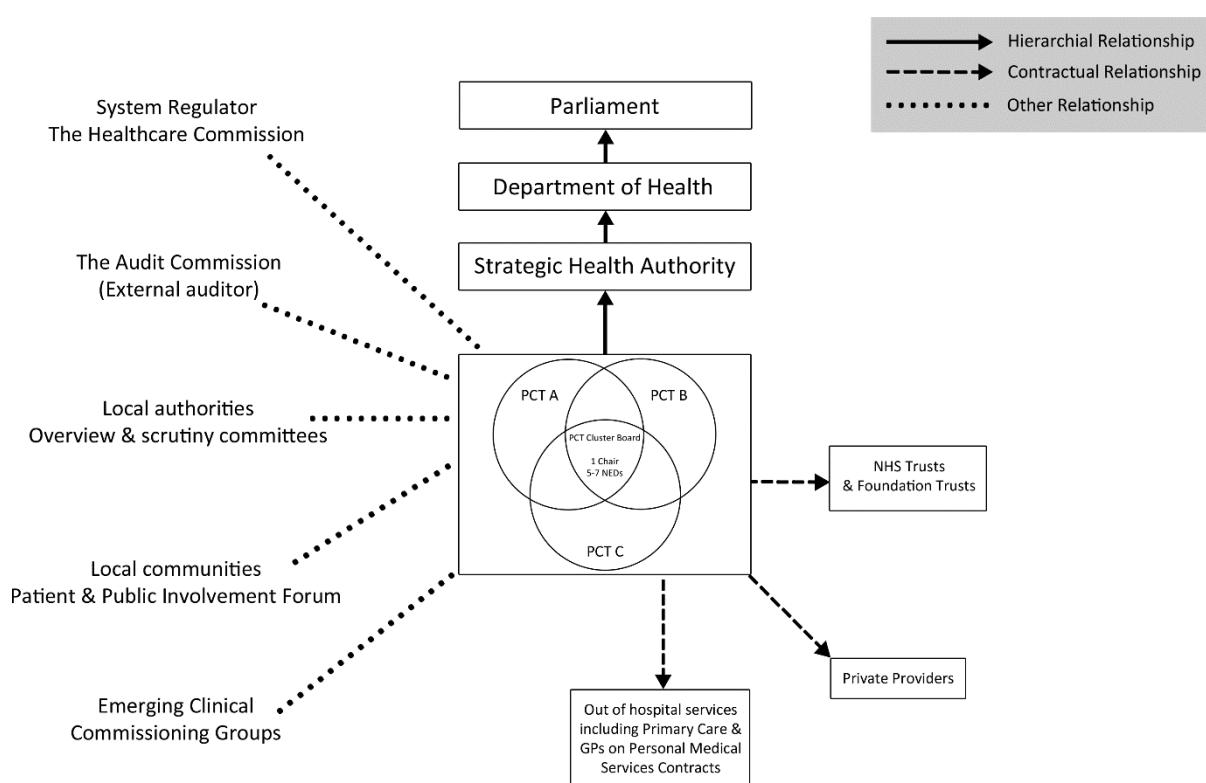 Hierarchial Relationship
Contractual Relationship
Other Relationship
System Regulator
The Healthcare Commission
Parliament
Department of Health
Strategic Health Authority
The Audit Commission
(External auditor)
Local authorities
Overview & scrutiny committees
Local communities
Patient & Public Involvement Forum
Emerging Clinical
Commissioning Groups
PCT A
PCT B
PCT Cluster Board
1 Chair
5-7 NEDs
PCT C
NHS Trusts
& Foundation Trusts
Private Providers
Out of hospital services
including Primary Care &
GPs on Personal Medical
Services Contracts